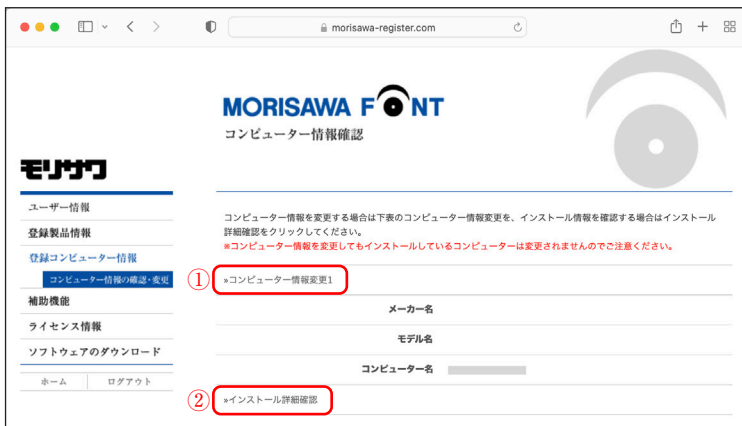 morisawa-register.com
MORISAWA FONT
コンピューター情報確認
モリサワ
ユーザー情報
登録製品情報
登録コンピューター情報
コンピューター情報の確認・変更
補助機能
ライセンス情報
ソフトウェアのダウンロード
ホーム
ログアウト
コンピューター情報を変更する場合は下表のコンピューター情報変更を、インストール情報を確認する場合はインストール
詳細確認をクリックしてください。
※コンピューター情報を変更してもインストールしているコンピューターは変更されませんのでご注意ください。
① »コンピューター情報変更1
メーカー名
モデル名
コンピューター名
② »インストール詳細確認